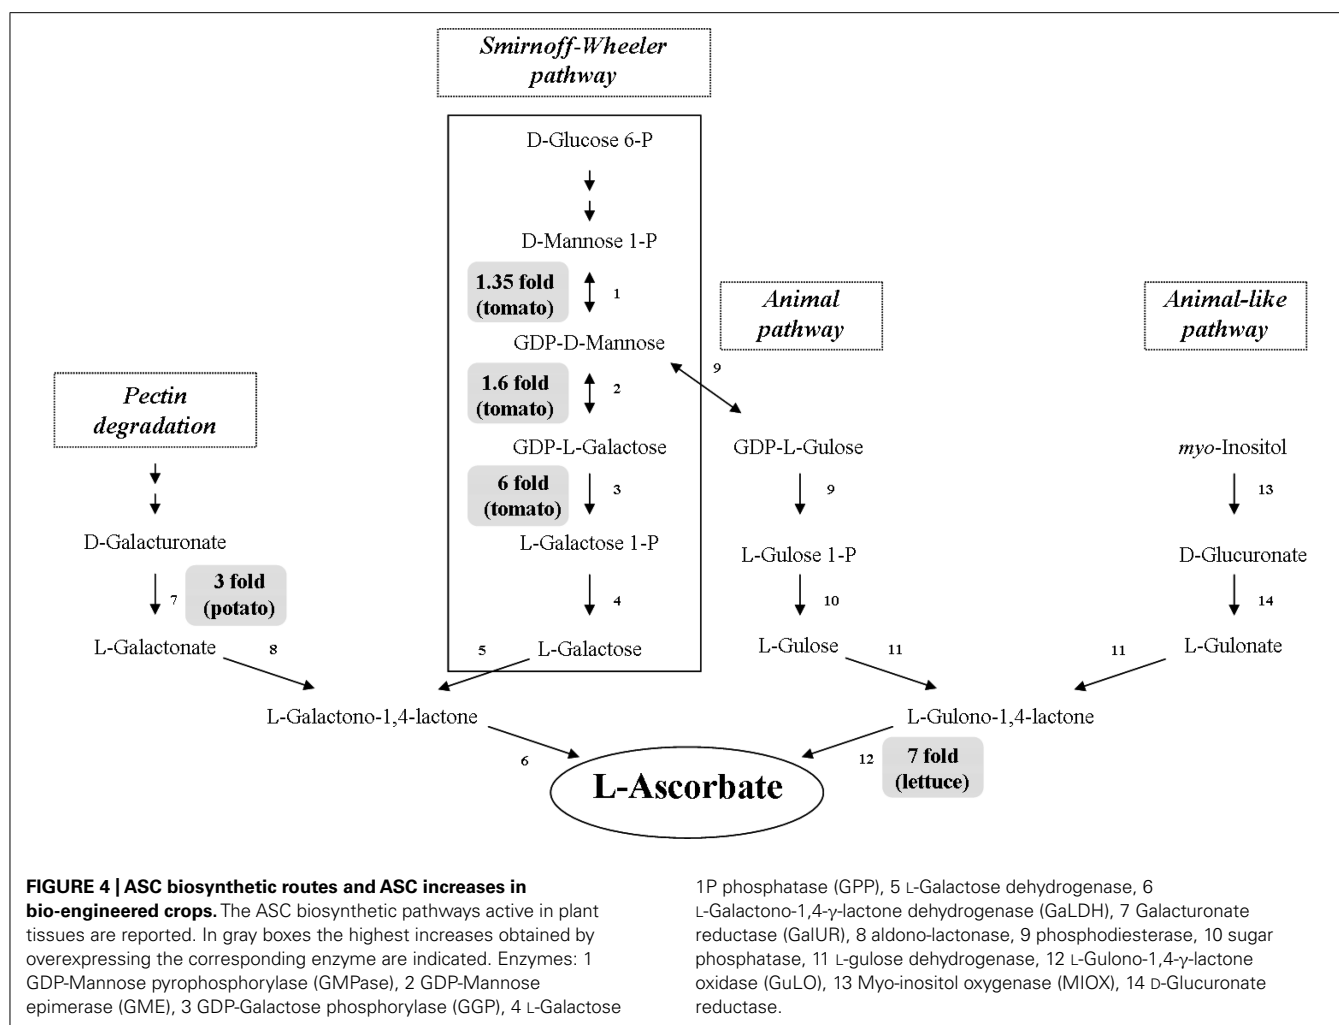 Smirnoff-Wheeler
pathway
D-Glucose 6-P
D-Mannose 1-P
1.35 fold
(tomato)
1
GDP-D-Mannose
1.6 fold
(tomato)
2
GDP-L-Galactose
6 fold
(tomato)
3
L-Galactose 1-P
4
L-Galactose
5
Animal
pathway
9
GDP-L-Gulose
9
L-Gulose 1-P
10
L-Gulose
11
Animal-like
pathway
myo-Inositol
13
D-Glucuronate
14
L-Gulonate
11
Pectin
degradation
D-Galacturonate
7
3 fold
(potato)
L-Galactonate
8
L-Galactono-1,4-lactone
6
L-Gulono-1,4-lactone
12
7 fold
(lettuce)
L-Ascorbate
FIGURE 4 | ASC biosynthetic routes and ASC increases in
bio-engineered crops. The ASC biosynthetic pathways active in plant
tissues are reported. In gray boxes the highest increases obtained by
overexpressing the corresponding enzyme are indicated. Enzymes: 1
GDP-Mannose pyrophosphorylase (GMPase), 2 GDP-Mannose
epimerase (GME), 3 GDP-Galactose phosphorylase (GGP), 4 L-Galactose
1P phosphatase (GPP), 5 L-Galactose dehydrogenase, 6
L-Galactono-1,4-γ-lactone dehydrogenase (GaLDH), 7 Galacturonate
reductase (GalUR), 8 aldono-lactonase, 9 phosphodiesterase, 10 sugar
phosphatase, 11 L-gulose dehydrogenase, 12 L-Gulono-1,4-γ-lactone
oxidase (GuLO), 13 Myo-inositol oxygenase (MIOX), 14 D-Glucuronate
reductase.